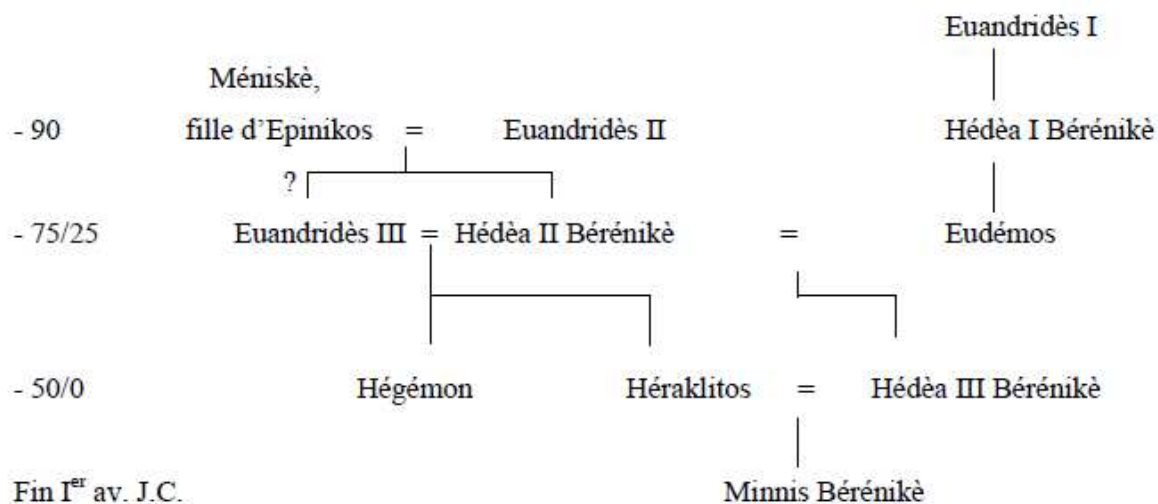 Euandridès I
Méniskè,
- 90 fille d'Epinikos = Euandridès II Hédèa I Bérénikè
?
- 75/25 Euandridès III = Hédèa II Bérénikè = Eudémos
- 50/0 Hégémon Héraklitos = Hédèa III Bérénikè
Fin Ier av. J.C. Minnis Bérénikè